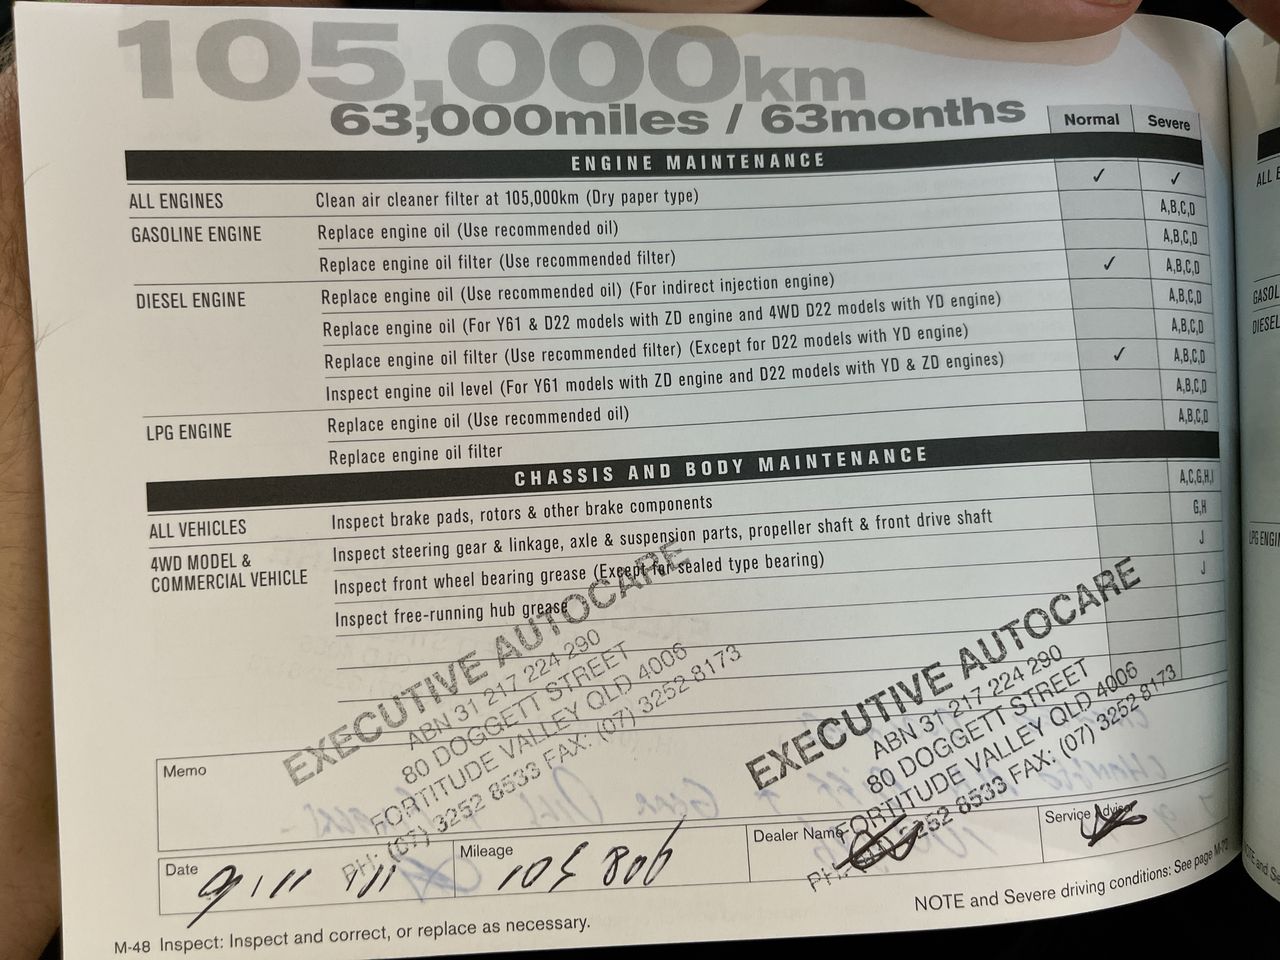 105,000km
63,000miles / 63months
Normal Severe
ENGINE MAINTENANCE
ALL ENGINES Clean air cleaner filter at 105,000km (Dry paper type) ✓ ✓
GASOLINE ENGINE Replace engine oil (Use recommended oil) A,B,C,D
Replace engine oil filter (Use recommended filter) A,B,C,D
DIESEL ENGINE Replace engine oil (Use recommended oil) (For indirect injection engine) ✓ A,B,C,D
Replace engine oil (For Y61 & D22 models with ZD engine and 4WD D22 models with YD engine) A,B,C,D
Replace engine oil filter (Use recommended filter) (Except for D22 models with YD engine) A,B,C,D
Inspect engine oil level (For Y61 models with ZD engine and D22 models with YD & ZD engines) ✓ A,B,C,D
LPG ENGINE Replace engine oil (Use recommended oil) A,B,C,D
Replace engine oil filter A,B,C,D
CHASSIS AND BODY MAINTENANCE
ALL VEHICLES Inspect brake pads, rotors & other brake components A,C,G,H,I
Inspect steering gear & linkage, axle & suspension parts, propeller shaft & front drive shaft G,H
4WD MODEL &
COMMERCIAL VEHICLE Inspect front wheel bearing grease (Except for sealed type bearing) J
Inspect free-running hub grease J
EXECUTIVE AUTOCARE
ABN 31 217 224 290
80 DOGGETT STREET
FORTITUDE VALLEY QLD 4006
PH: (07) 3252 8533 FAX: (07) 3252 8173
EXECUTIVE AUTOCARE
ABN 31 217 224 290
80 DOGGETT STREET
FORTITUDE VALLEY QLD 4006
PH: 3252 8533 FAX: (07) 3252 8173
Memo
Date 9/11/11 Mileage 105 806 Dealer Name Service Advisor
M-48 Inspect: Inspect and correct, or replace as necessary.
NOTE and Severe driving conditions: See page
ALL E
GASOL
DIESEL
LPG ENGI